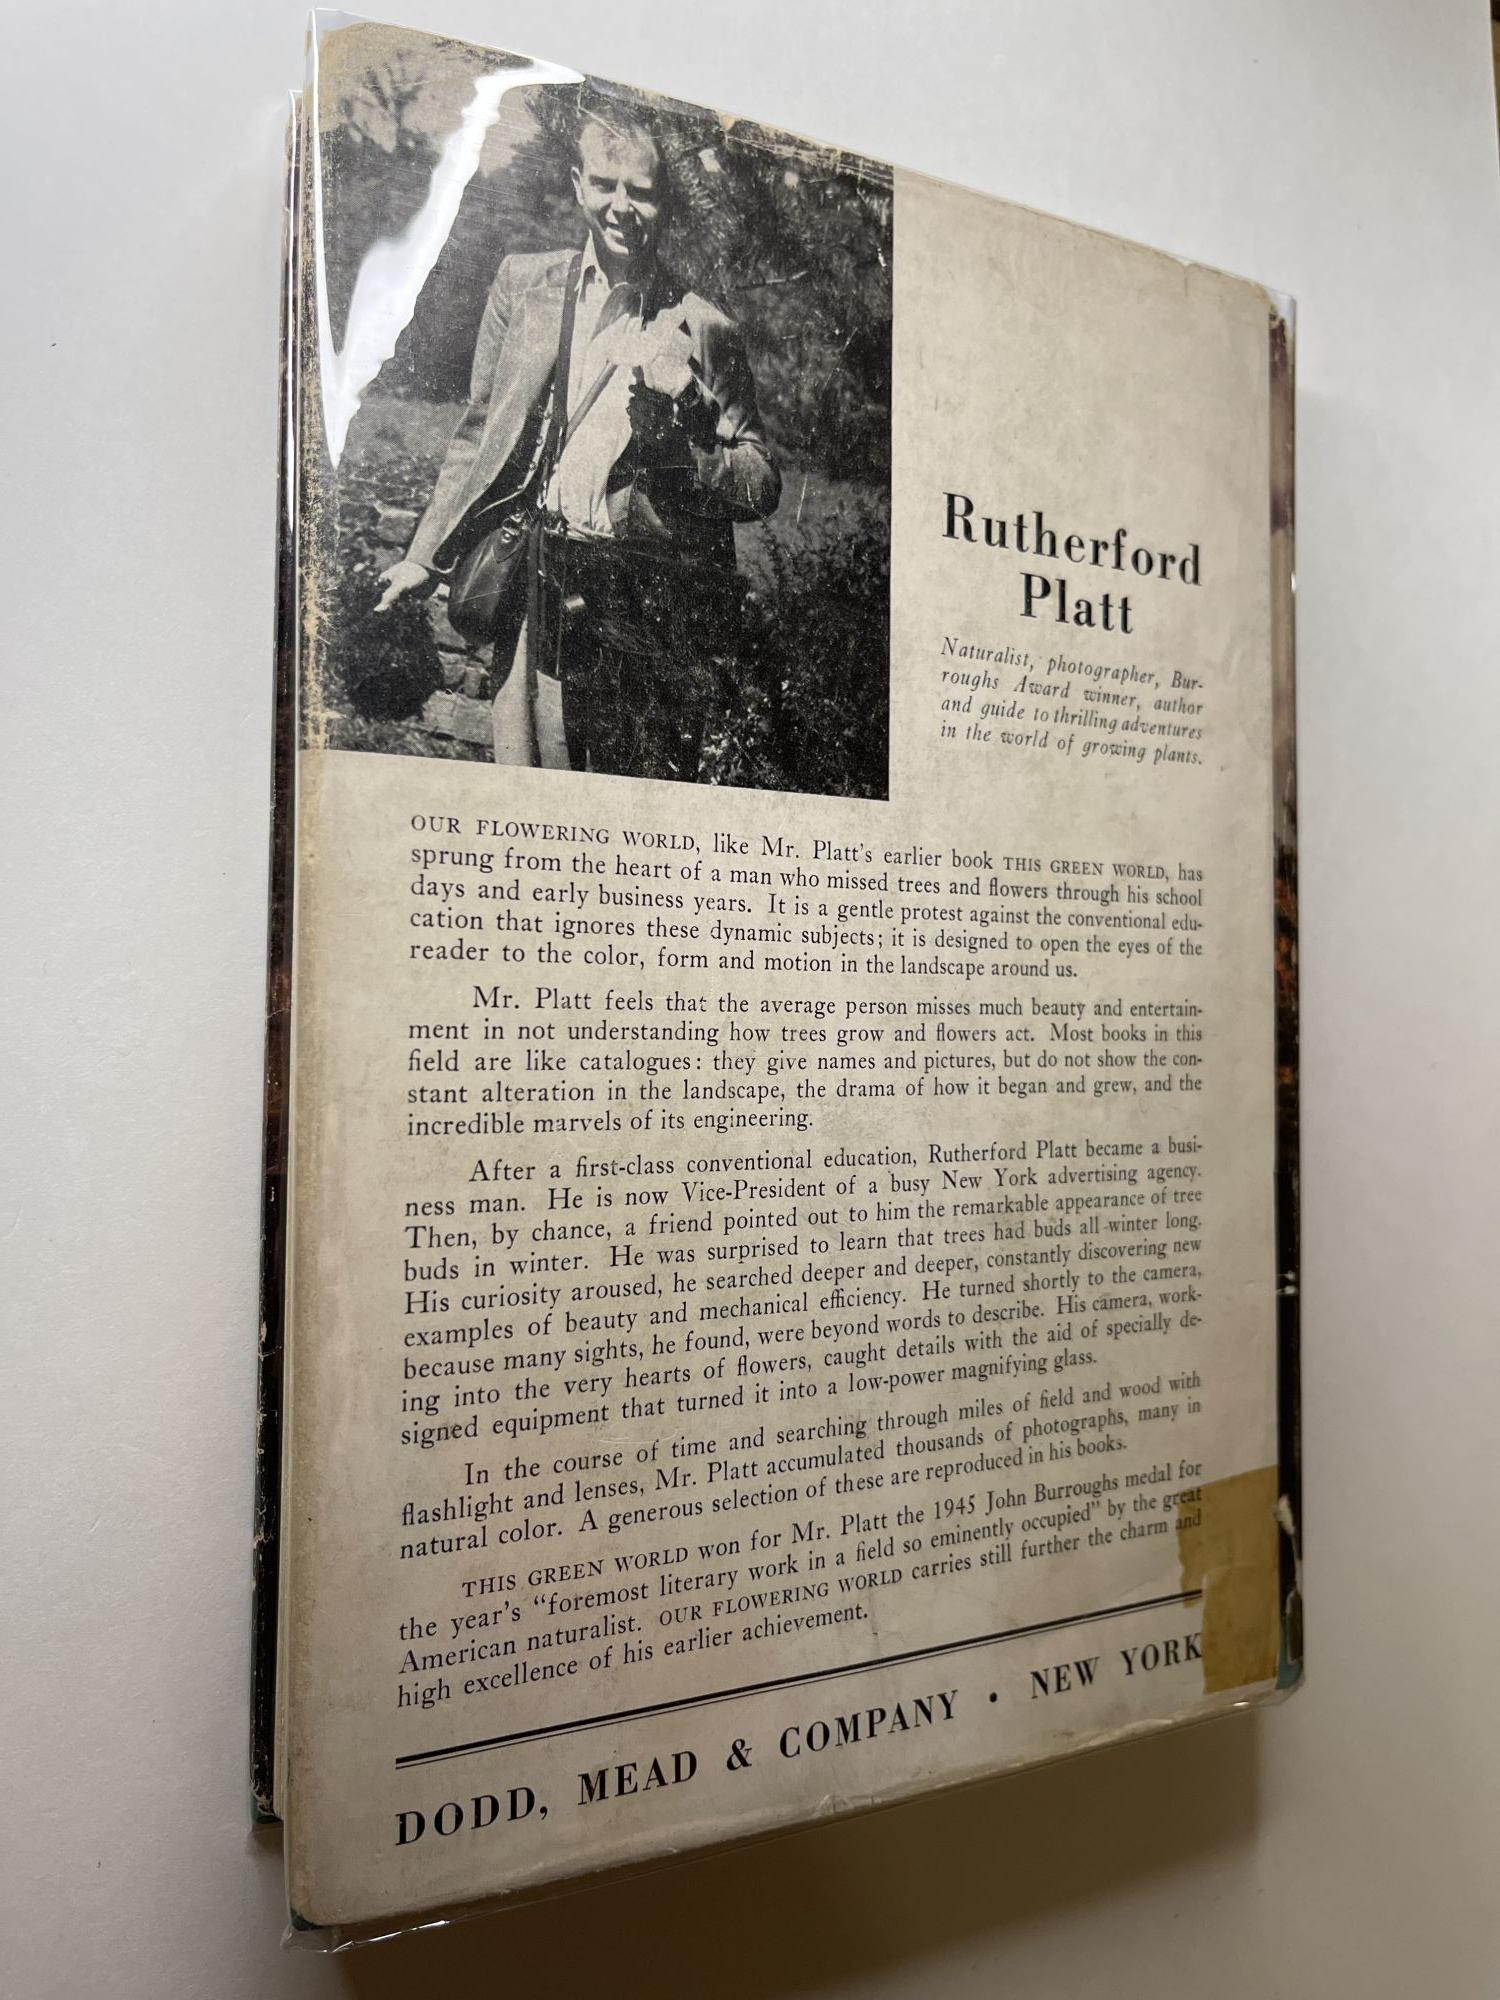 Rutherford
Platt
Naturalist, photographer, Bur-
roughs Award winner, author
and guide to thrilling adventures
in the world of growing plants.
OUR FLOWERING WORLD, like Mr. Platt's earlier book THIS GREEN WORLD, has
sprung from the heart of a man who missed trees and flowers through his school
days and early business years. It is a gentle protest against the conventional edu-
cation that ignores these dynamic subjects; it is designed to open the eyes of the
reader to the color, form and motion in the landscape around us.
Mr. Platt feels that the average person misses much beauty and entertain-
ment in not understanding how trees grow and flowers act. Most books in this
field are like catalogues: they give names and pictures, but do not show the con-
stant alteration in the landscape, the drama of how it began and grew, and the
incredible marvels of its engineering.
After a first-class conventional education, Rutherford Platt became a busi-
ness man. He is now Vice-President of a busy New York advertising agency.
Then, by chance, a friend pointed out to him the remarkable appearance of tree
buds in winter. He was surprised to learn that trees had buds all winter long.
His curiosity aroused, he searched deeper and deeper, constantly discovering new
examples of beauty and mechanical efficiency. He turned shortly to the camera,
because many sights, he found, were beyond words to describe. His camera, work-
ing into the very hearts of flowers, caught details with the aid of specially de-
signed equipment that turned it into a low-power magnifying glass.
In the course of time and searching through miles of field and wood with
flashlight and lenses, Mr. Platt accumulated thousands of photographs, many in
natural color. A generous selection of these are reproduced in his books.
THIS GREEN WORLD won for Mr. Platt the 1945 John Burroughs medal for
the year's "foremost literary work in a field so eminently occupied" by the great
American naturalist. OUR FLOWERING WORLD carries still further the charm and
high excellence of his earlier achievement.
DODD, MEAD & COMPANY • NEW YORK